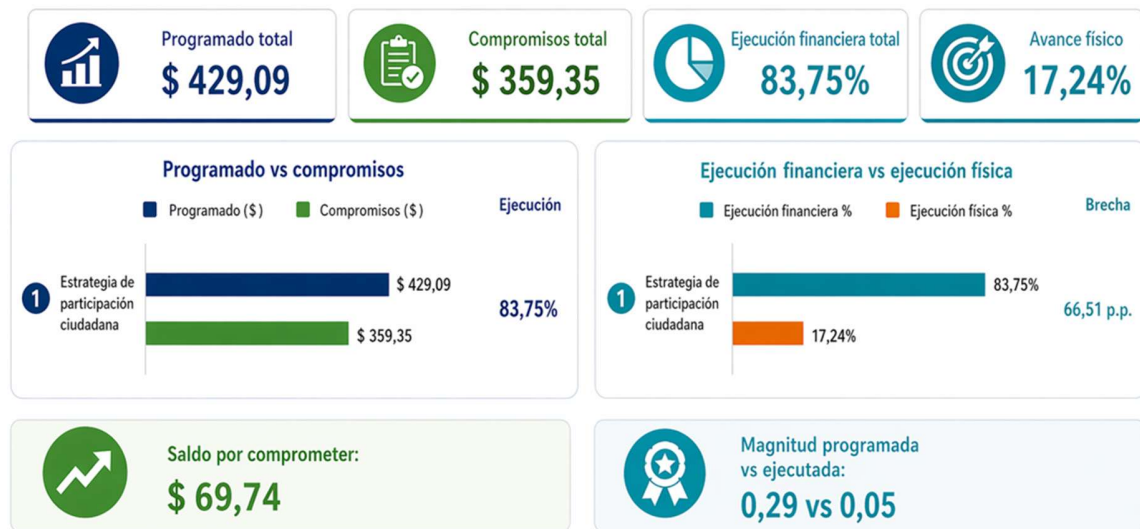 Programado total
$ 429,09
Compromisos total
$ 359,35
Ejecución financiera total
83,75%
Avance físico
17,24%
Programado vs compromisos
Programado ($)
Compromisos ($)
Ejecución
1
Estrategia de
participación
ciudadana
$ 429,09
$ 359,35
83,75%
Ejecución financiera vs ejecución física
Ejecución financiera %
Ejecución física %
Brecha
1
Estrategia de
participación
ciudadana
83,75%
17,24%
66,51 p.p.
Saldo por comprometer:
$ 69,74
Magnitud programada
vs ejecutada:
0,29 vs 0,05